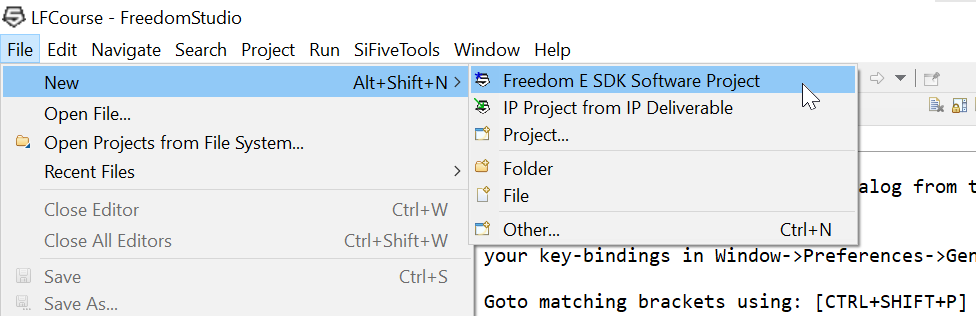 LFCourse - FreedomStudio
File Edit Navigate Search Project Run SiFiveTools Window Help
New Alt+Shift+N
Open File...
Open Projects from File System...
Recent Files
Close Editor Ctrl+W
Close All Editors Ctrl+Shift+W
Save Ctrl+S
Save As...
Freedom E SDK Software Project
IP Project from IP Deliverable
Project...
Folder
File
Other... Ctrl+N
alog from t
your key-bindings in Window->Preferences->Gen
Goto matching brackets using: [CTRL+SHIFT+P]